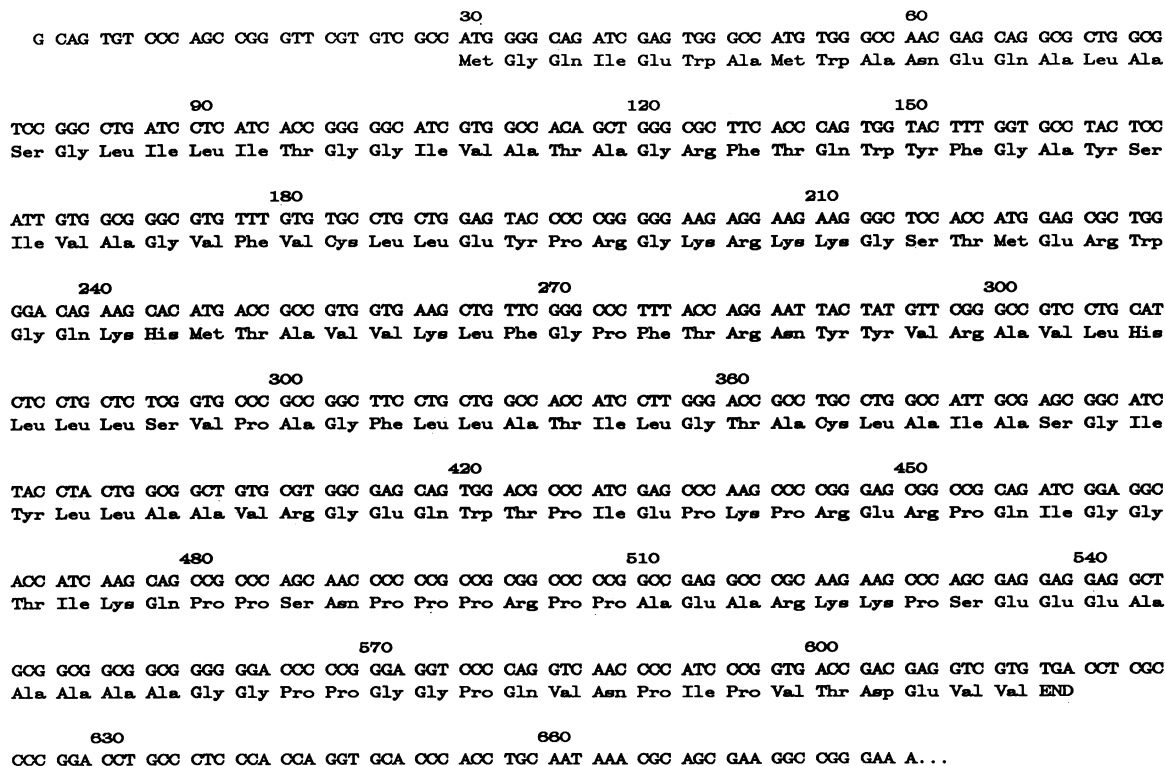 30 60
G CAG TGT CCC AGC CGG GTT CGT GTC GCC ATG GGG CAG ATC GAG TGG GCC ATG TGG GCC AAC GAG CAG GCG CTG GCG
Met Gly Gln Ile Glu Trp Ala Met Trp Ala Asn Glu Gln Ala Leu Ala
90 120 150
TCC GGC CTG ATC CTC ATC ACC GGG GGC ATC GTG GCC ACA GCT GGG CGC TTC ACC CAG TGG TAC TTT GGT GCC TAC TCC
Ser Gly Leu Ile Leu Ile Thr Gly Gly Ile Val Ala Thr Ala Gly Arg Phe Thr Gln Trp Tyr Phe Gly Ala Tyr Ser
180 210
ATT GTG GCG GGC GTG TTT GTG TGC CTG CTG GAG TAC CCC CGG GGG AAG AGG AAG AAG GGC TCC ACC ATG GAG CGC TGG
Ile Val Ala Gly Val Phe Val Cys Leu Leu Glu Tyr Pro Arg Gly Lys Arg Lys Lys Gly Ser Thr Met Glu Arg Trp
240 270 300
GGA CAG AAG CAC ATG ACC GCC GTG GTG AAG CTG TTC GGG CCC TTT ACC AGG AAT TAC TAT GTT CGG GCC GTC CTG CAT
Gly Gln Lys His Met Thr Ala Val Val Lys Leu Phe Gly Pro Phe Thr Arg Asn Tyr Tyr Val Arg Ala Val Leu His
300 360
CTC CTG CTC TCG GTG CCC GCC GGC TTC CTG CTG GCC ACC ATC CTT GGG ACC GCC TGC CTG GCC ATT GCG AGC GGC ATC
Leu Leu Leu Ser Val Pro Ala Gly Phe Leu Leu Ala Thr Ile Leu Gly Thr Ala Cys Leu Ala Ile Ala Ser Gly Ile
420 450
TAC CTA CTG GCG GCT GTG CGT GGC GAG CAG TGG ACG CCC ATC GAG CCC AAG CCC CGG GAG CGG CCG CAG ATC GGA GGC
Tyr Leu Leu Ala Ala Val Arg Gly Glu Gln Trp Thr Pro Ile Glu Pro Lys Pro Arg Glu Arg Pro Gln Ile Gly Gly
480 510 540
ACC ATC AAG CAG CCG CCC AGC AAC CCC CCG CCG CGG CCC CCG GCC GAG GCC CGC AAG AAG CCC AGC GAG GAG GAG GCT
Thr Ile Lys Gln Pro Pro Ser Asn Pro Pro Pro Arg Pro Pro Ala Glu Ala Arg Lys Lys Pro Ser Glu Glu Glu Ala
570 600
GCG GCG GCG GCG GGG GGA CCC CCG GGA GGT CCC CAG GTC AAC CCC ATC CCG GTG ACC GAC GAG GTC GTG TGA CCT CGC
Ala Ala Ala Ala Gly Gly Pro Pro Gly Gly Pro Gln Val Asn Pro Ile Pro Val Thr Asp Glu Val Val END
630 660
CCC GGA CCT GCC CTC CCA CCA GGT GCA CCC ACC TGC AAT AAA CGC AGC GAA GGC CGG GAA A...